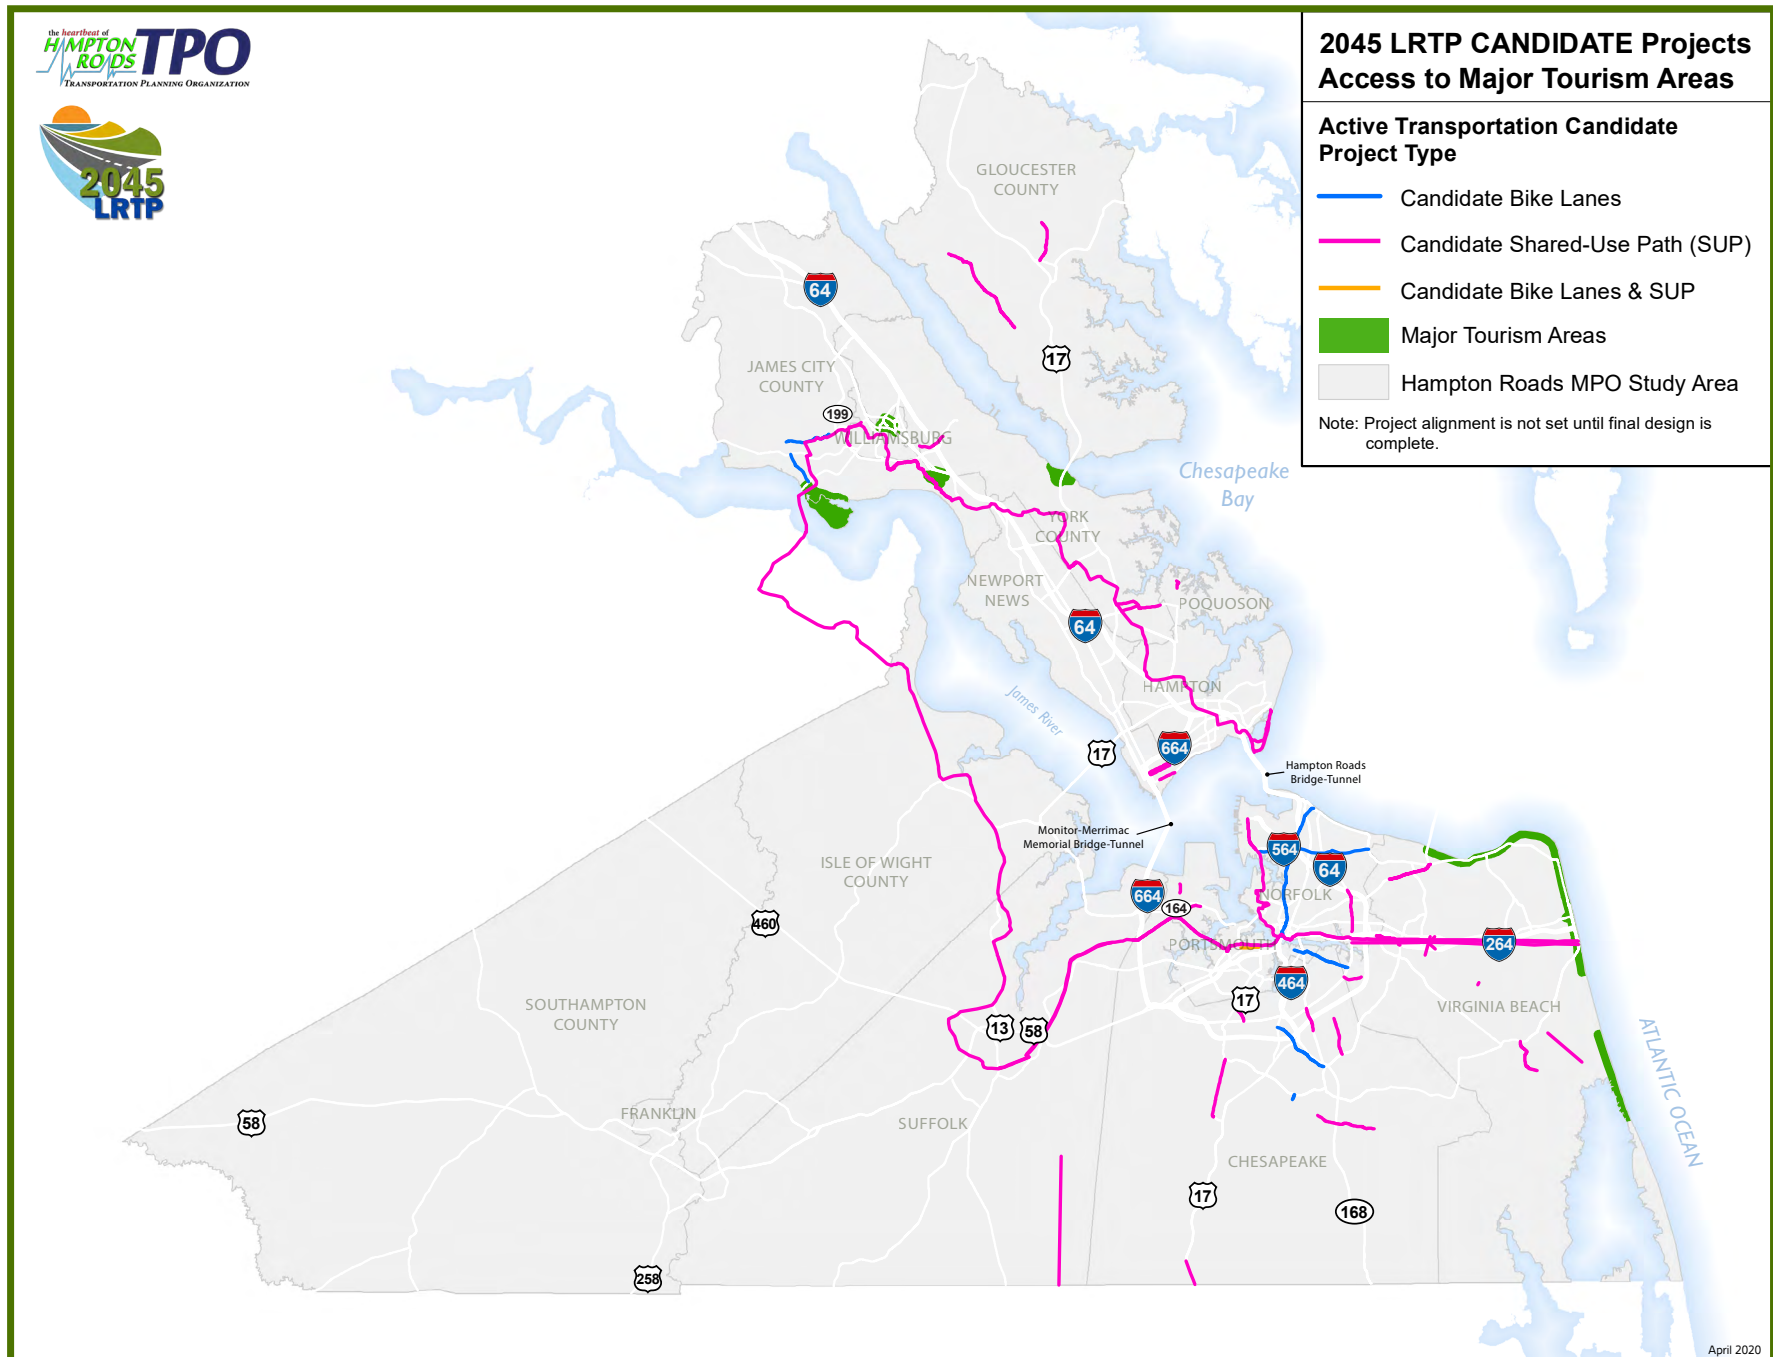 the heartbeat of
HAMPTON
ROADS
TPO
TRANSPORTATION PLANNING ORGANIZATION
2045
LRTP
2045 LRTP CANDIDATE Projects
Access to Major Tourism Areas
Active Transportation Candidate
Project Type
Candidate Bike Lanes
Candidate Shared-Use Path (SUP)
Candidate Bike Lanes & SUP
Major Tourism Areas
Hampton Roads MPO Study Area
Note: Project alignment is not set until final design is
complete.
GLOUCESTER
COUNTY
64
17
JAMES CITY
COUNTY
199
WILLIAMSBURG
Chesapeake
Bay
YORK
COUNTY
NEWPORT
NEWS
POQUOSON
64
HAMPTON
James River
17
664
Hampton Roads
Bridge-Tunnel
Monitor-Merrimac
Memorial Bridge-Tunnel
564
64
ISLE OF WIGHT
COUNTY
664
164
NORFOLK
460
PORTSMOUTH
264
464
17
SOUTHAMPTON
COUNTY
13
58
VIRGINIA BEACH
ATLANTIC OCEAN
58
FRANKLIN
SUFFOLK
CHESAPEAKE
17
168
258
April 2020